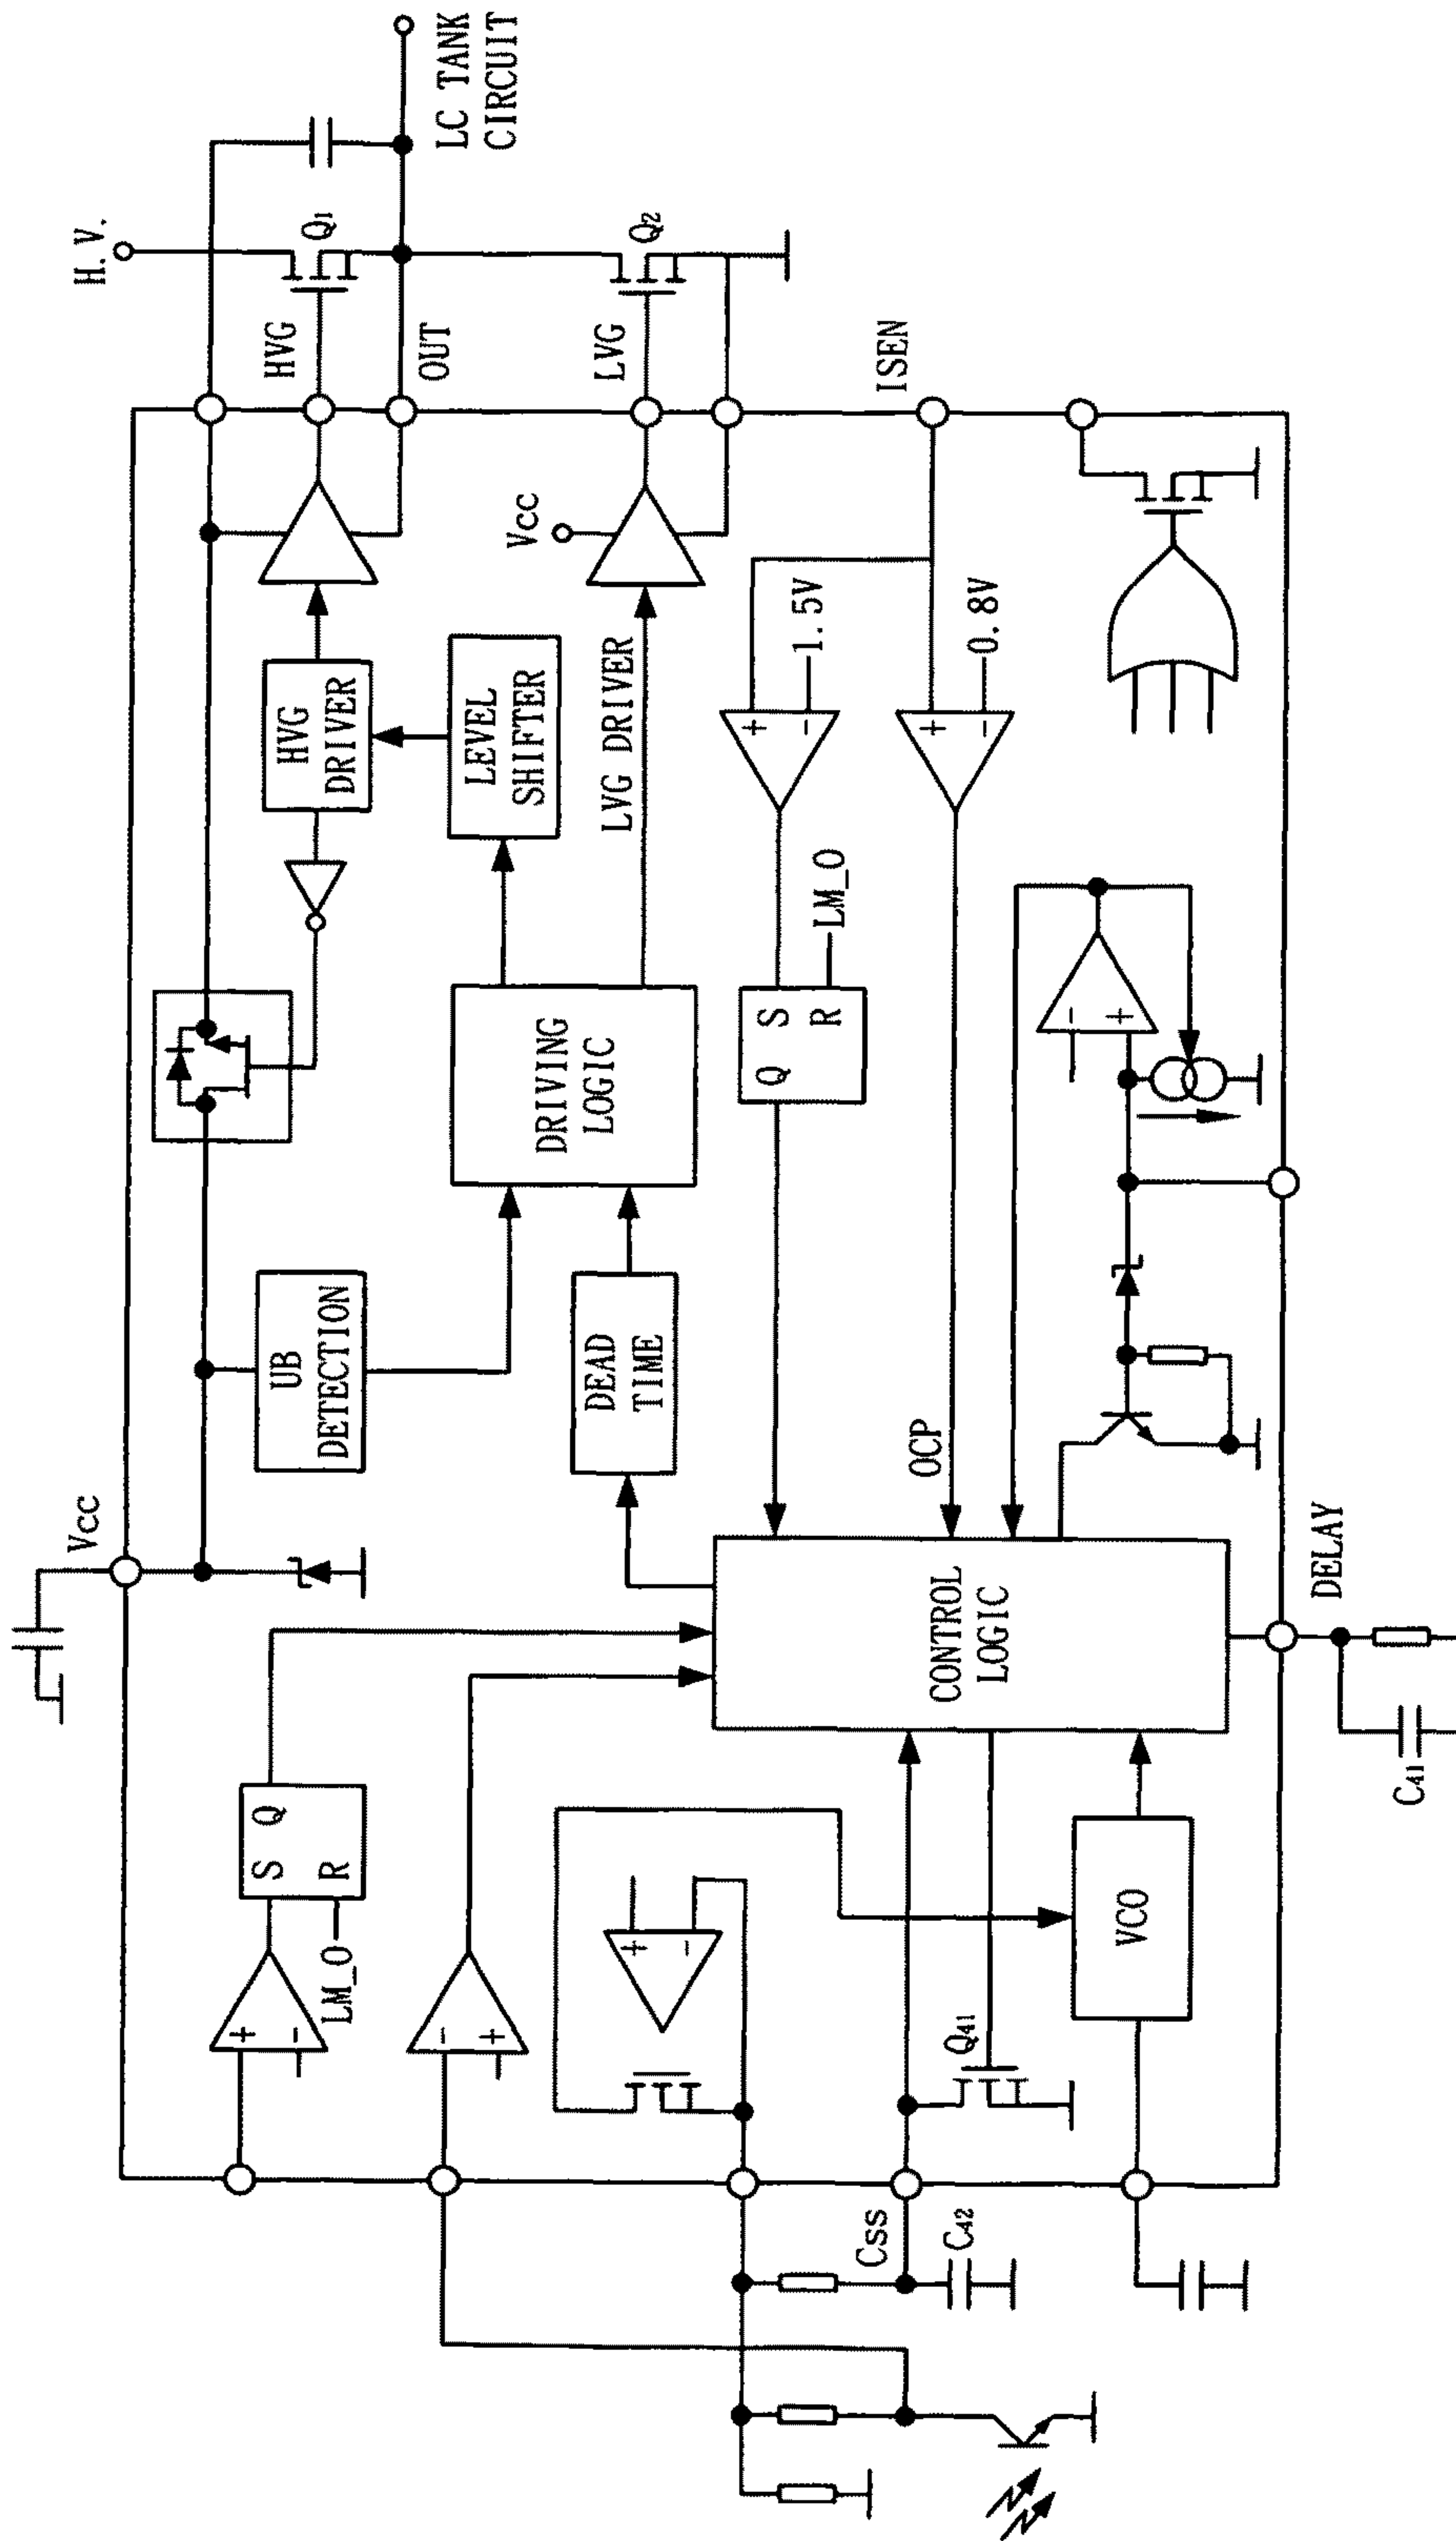 Vcc
H.V.
LC TANK
CIRCUIT
UB
DETECTION
HVG
DRIVER
HVG
Q1
OUT
S Q
R
LM_O
+
-
LEVEL
SHIFTER
DRIVING
LOGIC
DEAD
TIME
Vcc
LVG DRIVER
LVG
Q2
-
+
+
-
+
-
1.5V
Q S
R
LM_O
ISEN
+
-
0.8V
OCP
CONTROL
LOGIC
Css
C42
Q41
VCO
-
+
DELAY
C41